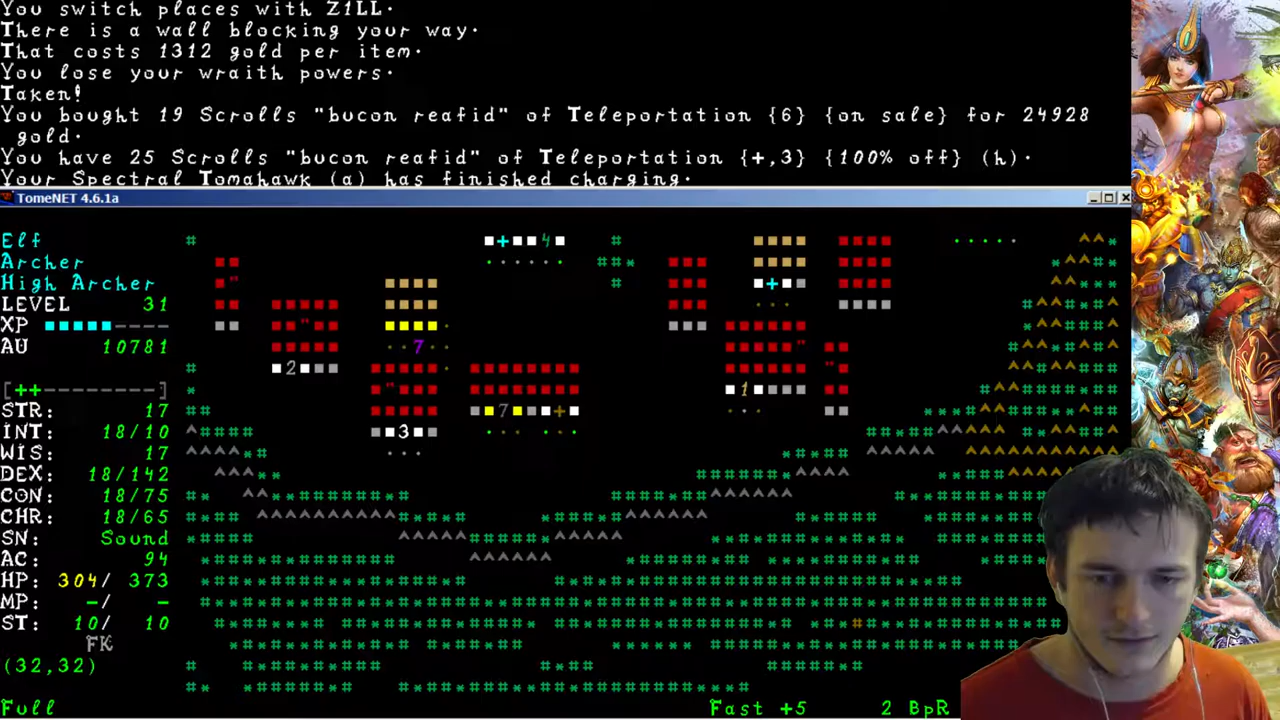 You switch places with Z1LL.
There is a wall blocking your way.
That costs 1312 gold per item.
You lose your wraith powers.
Taken!
You bought 19 Scrolls "bucon reafid" of Teleportation {6} {on sale} for 24928
gold.
You have 25 Scrolls "bucon reafid" of Teleportation {+,3} {100% off} (h).
Your Spectral Tomahawk (a) has finished charging.
TomeNET 4.6.1a
Elf
Archer
High Archer
LEVEL 31
XP
AU 10781
[++---------]
STR: 17
INT: 18/10
WIS: 17
DEX: 18/142
CON: 18/75
CHR: 18/65
SN: Sound
AC: 94
HP: 304/ 373
MP: -/ -
ST: 10/ 10
FK
(32,32)
Full Fast +5 2 BpR